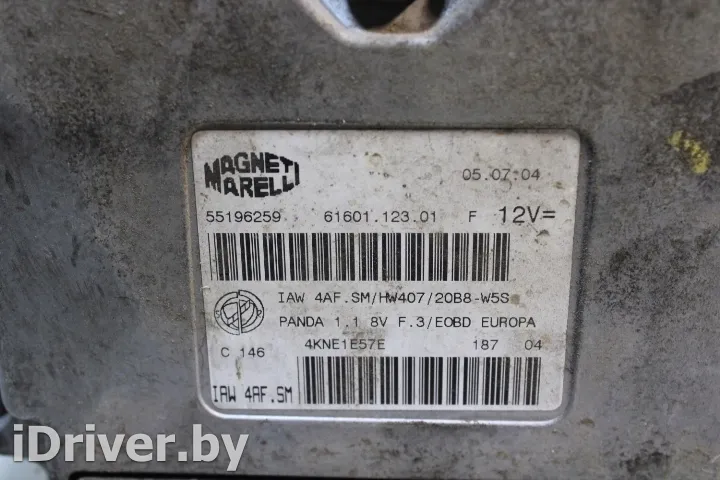 MAGNETI
MARELLI
05.07.04
55196259 61601.123.01 F 12V=
IAW 4AF.SM/HW407/20B8-W5S
PANDA 1.1 8V F.3/EOBD EUROPA
C 146 4KNE1E57E 187 04
IAW 4AF.SM
iDriver.by